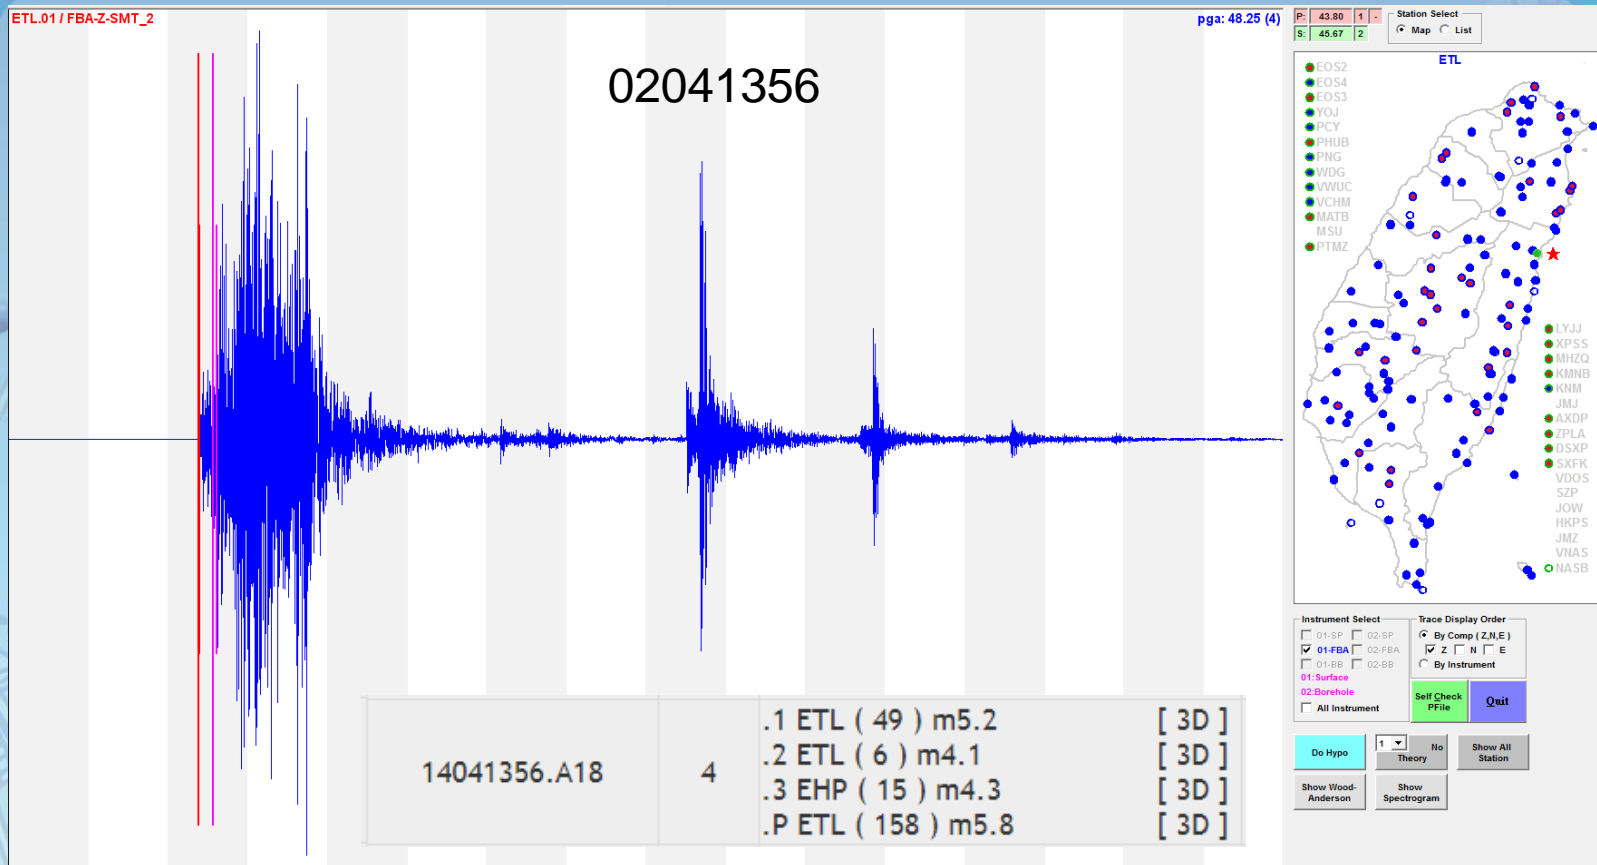 ETL.01 / FBA-Z-SMT_2
pga: 48.25 (4)
02041356
P: 43.80 1 -
S: 45.67 2
Station Select
Map List
ETL
EOS2
EOS4
EOS3
YOJ
PCY
PHUB
PNG
WDG
VWUC
VCHM
MATB
MSU
PTMZ
LYJJ
XPSS
MHZQ
KMNB
KNM
JMJ
AXDP
ZPLA
DSXP
SXFK
VDOS
SZP
JOW
HKPS
JMZ
VNAS
NASB
14041356.A18
4
.1 ETL ( 49 ) m5.2 [ 3D ]
.2 ETL ( 6 ) m4.1 [ 3D ]
.3 EHP ( 15 ) m4.3 [ 3D ]
.P ETL ( 158 ) m5.8 [ 3D ]
Instrument Select
01-SP 02-SP
01-FBA 02-FBA
01-BB 02-BB
01:Surface
02:Borehole
All Instrument
Trace Display Order
By Comp ( Z,N,E )
Z N E
By Instrument
Self Check
PFile
Quit
Do Hypo
1 No
Theory
Show All
Station
Show Wood-
Anderson
Show
Spectrogram